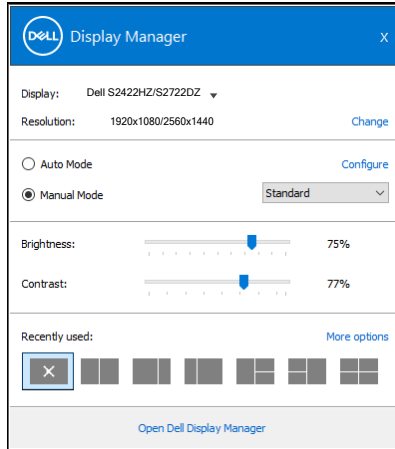 DELL Display Manager X
Display: Dell S2422HZ/S2722DZ
Resolution: 1920x1080/2560x1440 Change
Auto Mode Configure
Manual Mode Standard
Brightness: 75%
Contrast: 77%
Recently used: More options
Open Dell Display Manager